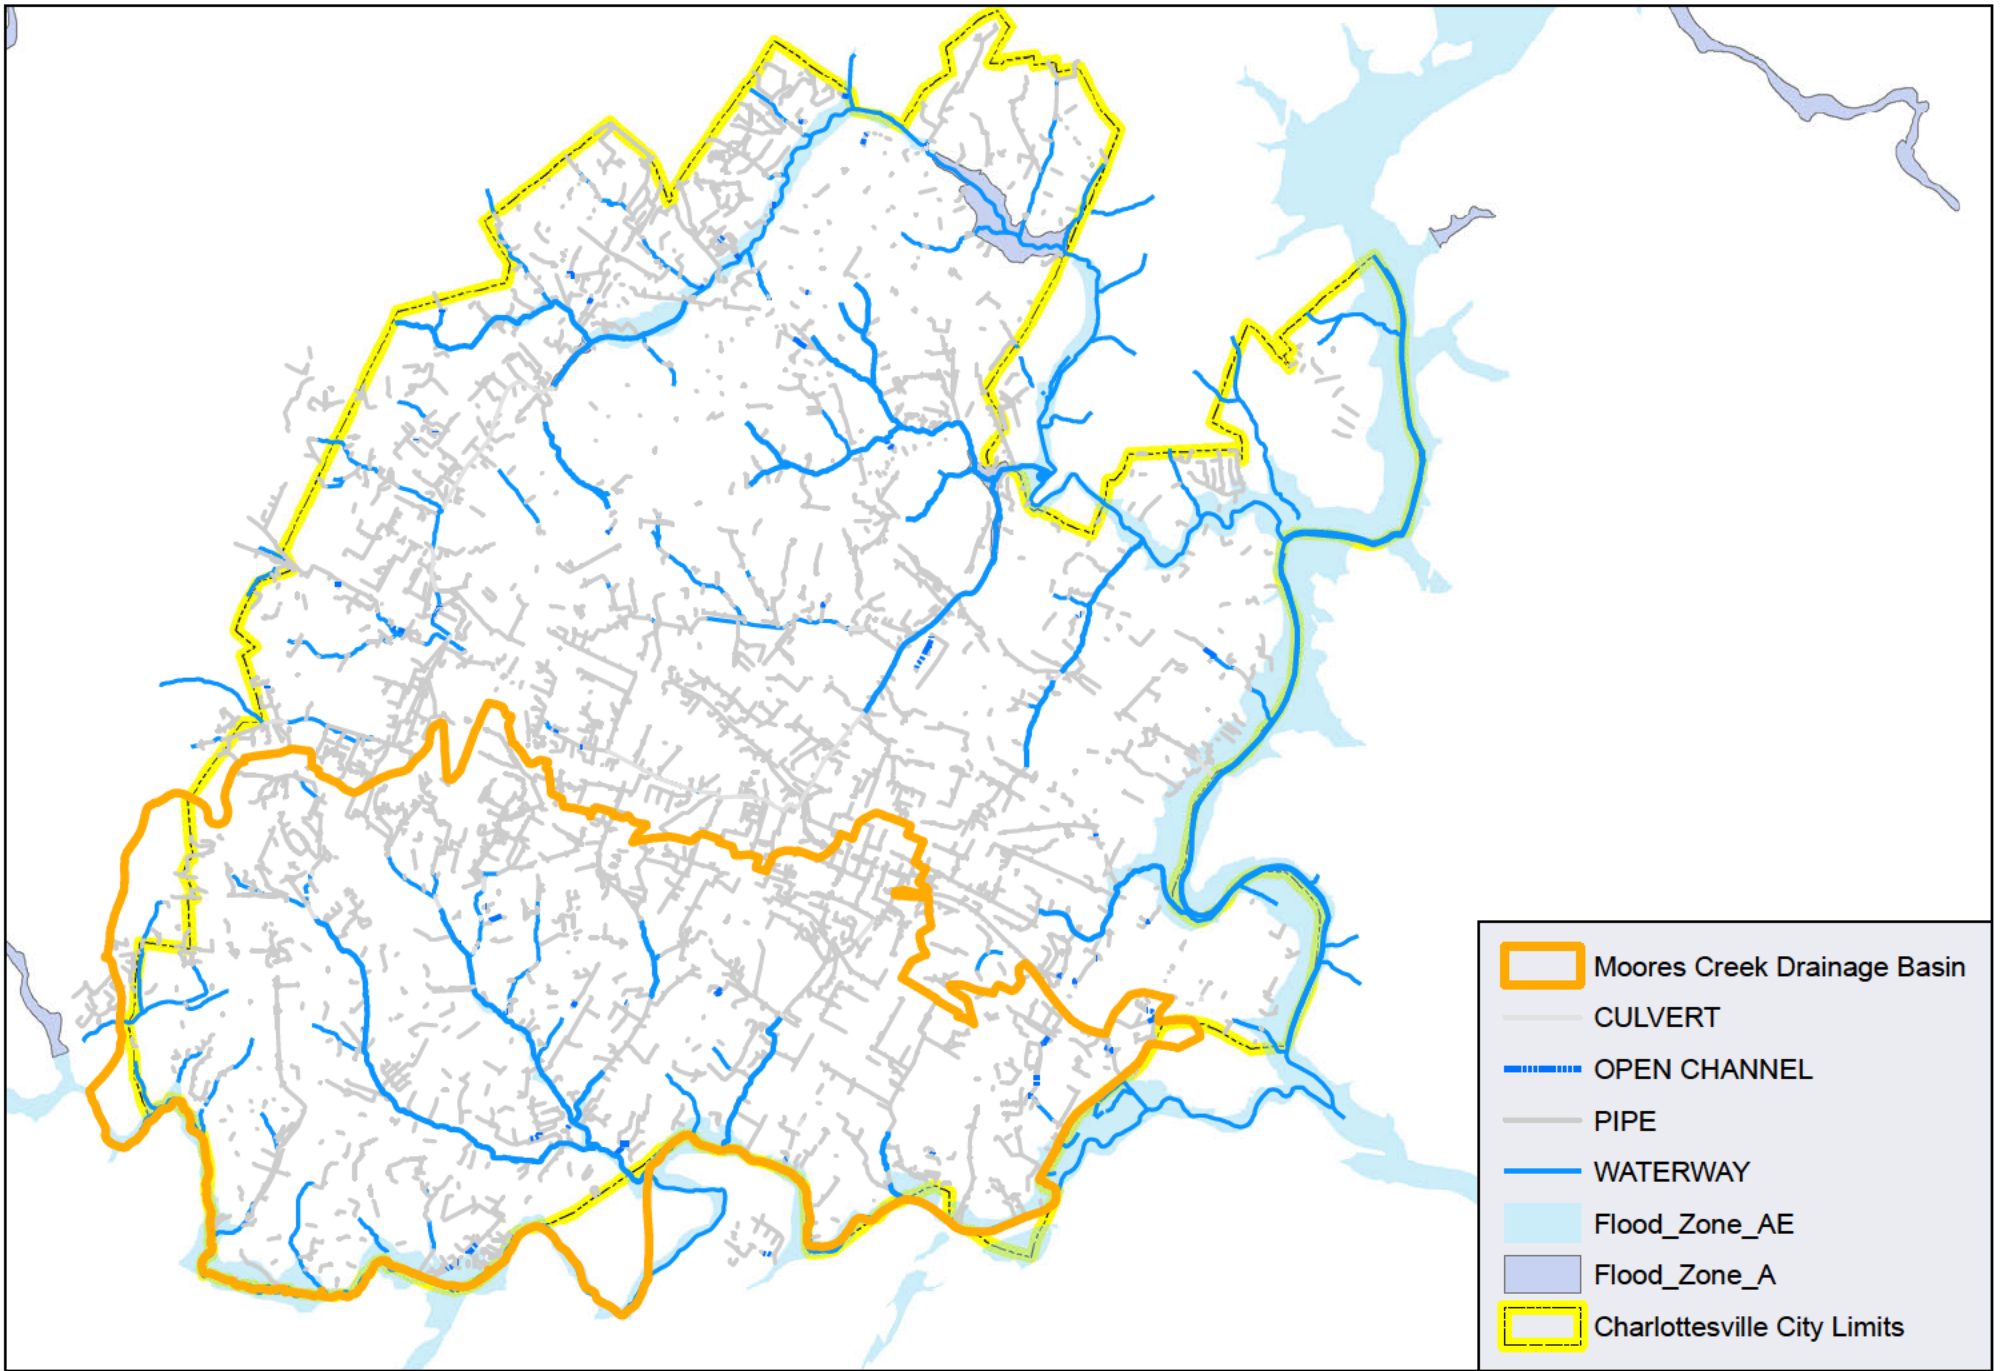 Moores Creek Drainage Basin
CULVERT
OPEN CHANNEL
PIPE
WATERWAY
Flood_Zone_AE
Flood_Zone_A
Charlottesville City Limits